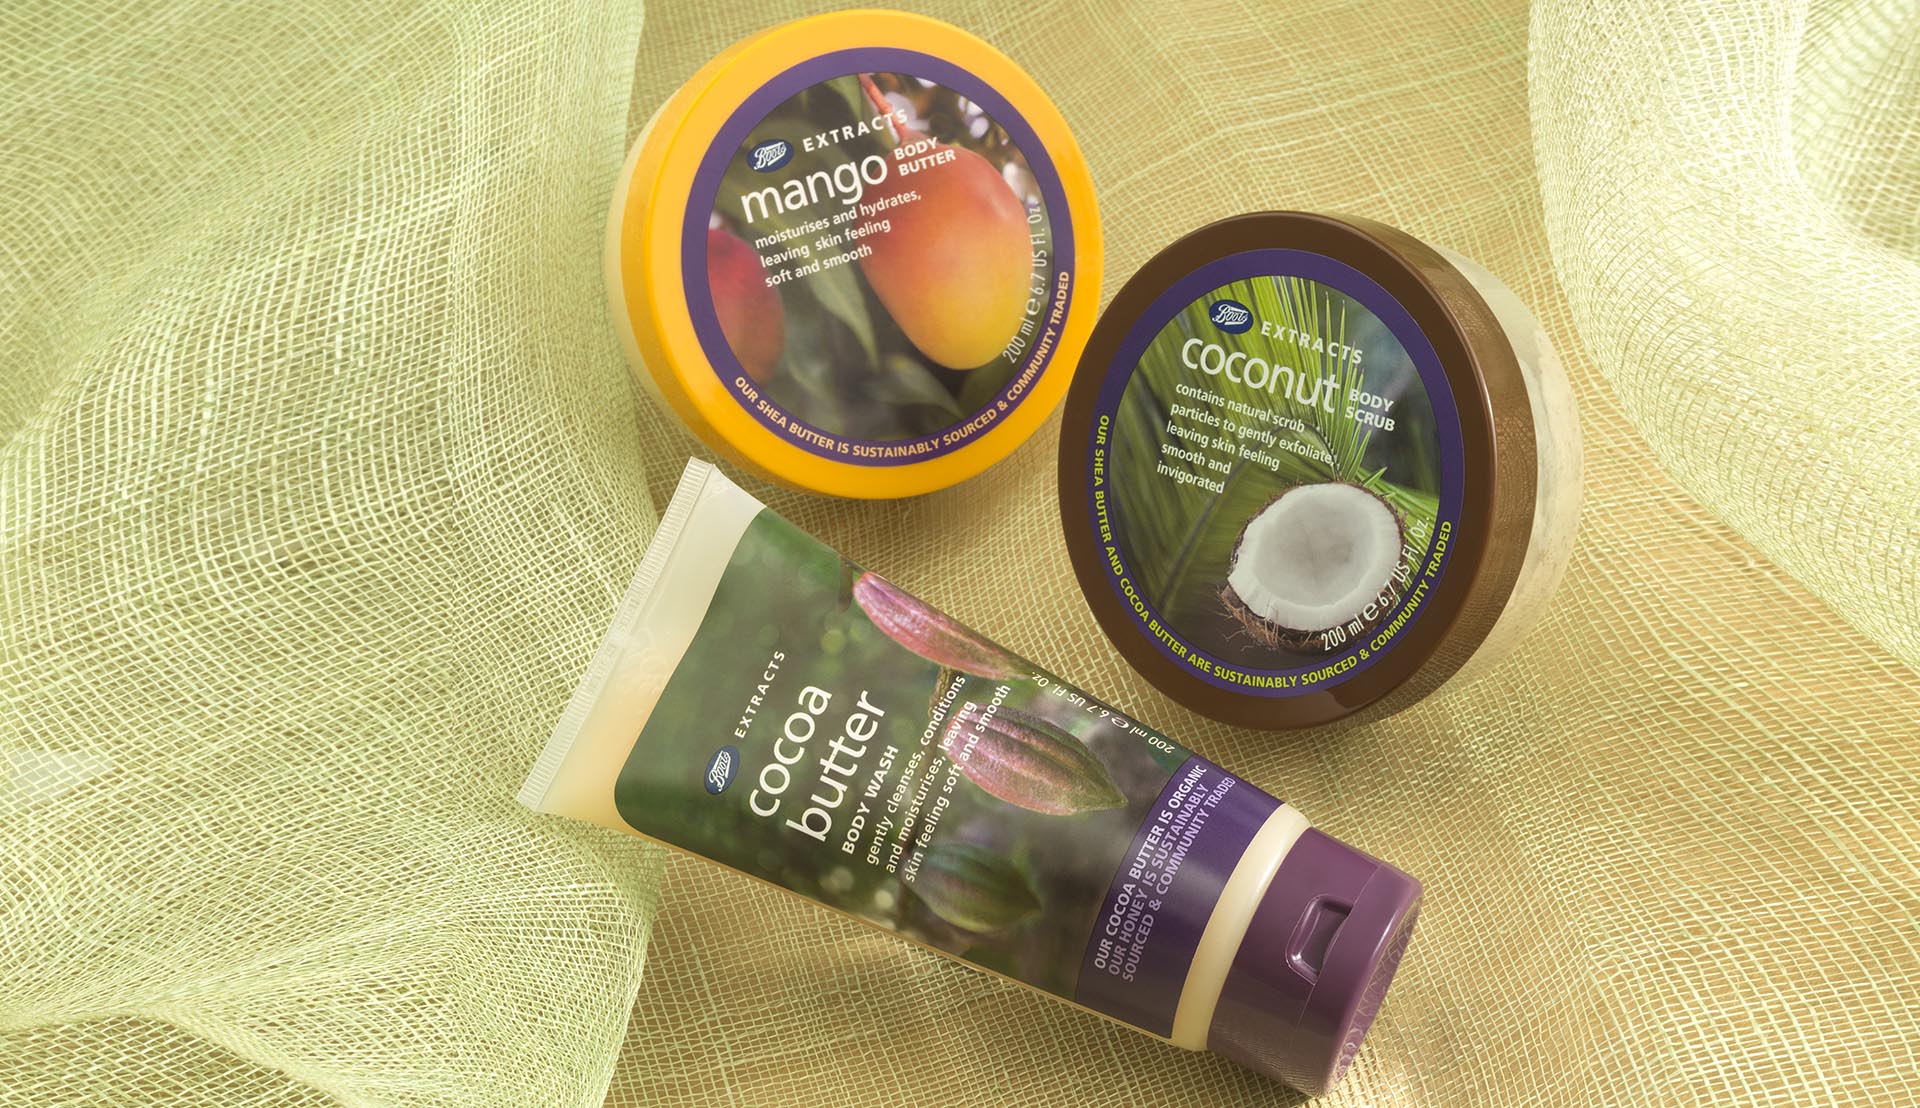 Boots EXTRACTS
mango BODY
BUTTER
moisturises and hydrates,
leaving skin feeling
soft and smooth
200 ml e 6.7 US Fl. Oz
OUR SHEA BUTTER IS SUSTAINABLY SOURCED & COMMUNITY TRADED
Boots EXTRACTS
coconut BODY
SCRUB
contains natural scrub
particles to gently exfoliate,
leaving skin feeling
smooth and
invigorated
200 ml e 6.7 US Fl. Oz.
OUR SHEA BUTTER AND COCOA BUTTER ARE SUSTAINABLY SOURCED & COMMUNITY TRADED
Boots EXTRACTS
cocoa
butter
BODY WASH
gently cleanses, conditions
and moisturises, leaving
skin feeling soft and smooth
200 ml e 6.7 US Fl. Oz.
OUR COCOA BUTTER IS ORGANIC
OUR HONEY IS SUSTAINABLY
SOURCED & COMMUNITY TRADED